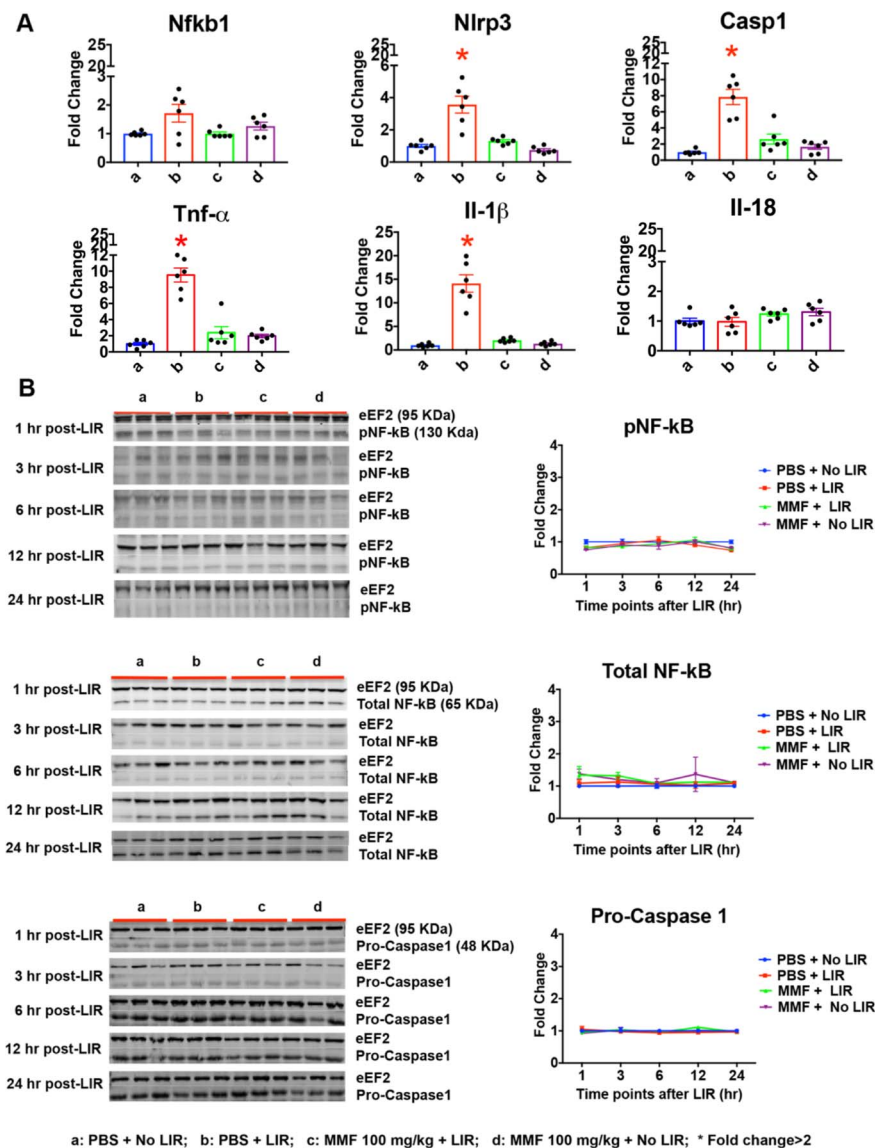 A
Nfkb1
Nlrp3
Casp1
Fold Change
25
20
3
2
1
0
a
b
c
d
Fold Change
25
20
6
4
2
0
*
a
b
c
d
Fold Change
25
20
12
10
8
6
4
2
0
*
a
b
c
d
Tnf-α
Il-1β
Il-18
Fold Change
25
20
12
10
8
6
4
2
0
*
a
b
c
d
Fold Change
25
20
15
10
5
0
*
a
b
c
d
Fold Change
25
20
3
2
1
0
a
b
c
d
B
a b c d
1 hr post-LIR
eEF2 (95 KDa)
pNF-kB (130 Kda)
3 hr post-LIR
eEF2
pNF-kB
6 hr post-LIR
eEF2
pNF-kB
12 hr post-LIR
eEF2
pNF-kB
24 hr post-LIR
eEF2
pNF-kB
pNF-kB
Fold Change
4
3
2
1
0
1 3 6 12 24
Time points after LIR (hr)
PBS + No LIR
PBS + LIR
MMF + LIR
MMF + No LIR
a b c d
1 hr post-LIR
eEF2 (95 KDa)
Total NF-kB (65 KDa)
3 hr post-LIR
eEF2
Total NF-kB
6 hr post-LIR
eEF2
Total NF-kB
12 hr post-LIR
eEF2
Total NF-kB
24 hr post-LIR
eEF2
Total NF-kB
Total NF-kB
Fold Change
4
3
2
1
0
1 3 6 12 24
Time points after LIR (hr)
PBS + No LIR
PBS + LIR
MMF + LIR
MMF + No LIR
a b c d
1 hr post-LIR
eEF2 (95 KDa)
Pro-Caspase1 (48 KDa)
3 hr post-LIR
eEF2
Pro-Caspase1
6 hr post-LIR
eEF2
Pro-Caspase1
12 hr post-LIR
eEF2
Pro-Caspase1
24 hr post-LIR
eEF2
Pro-Caspase1
Pro-Caspase 1
Fold Change
4
3
2
1
0
1 3 6 12 24
Time points after LIR (hr)
PBS + No LIR
PBS + LIR
MMF + LIR
MMF + No LIR
a: PBS + No LIR; b: PBS + LIR; c: MMF 100 mg/kg + LIR; d: MMF 100 mg/kg + No LIR; * Fold change>2